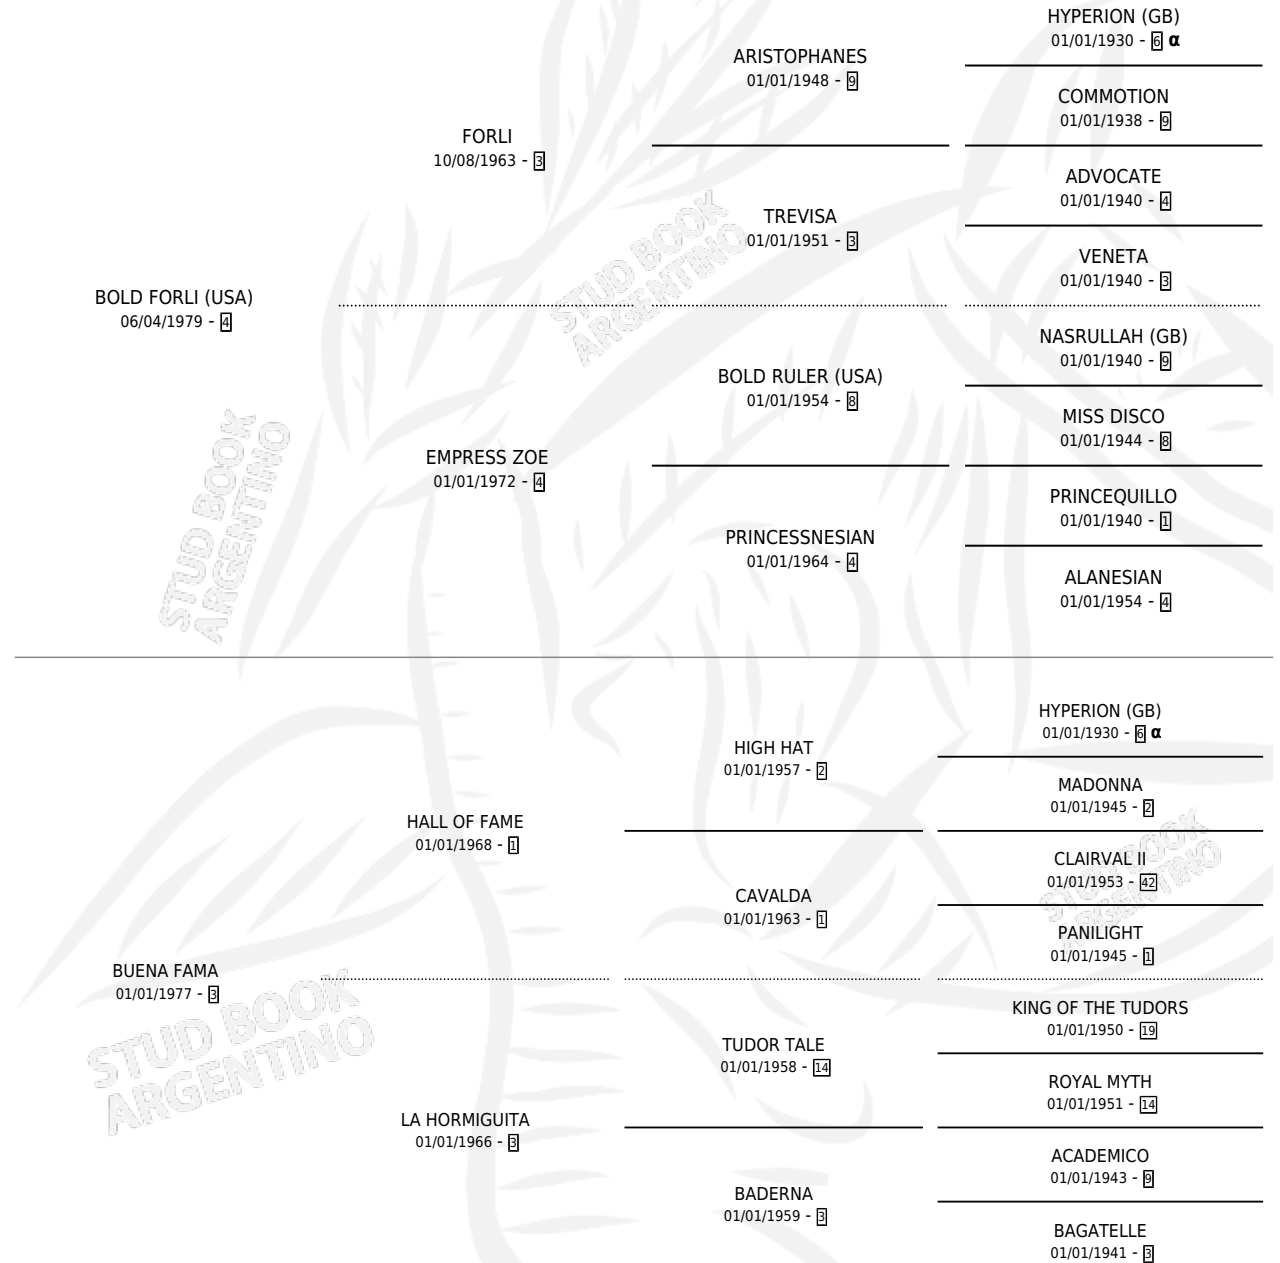 HYPERION (GB)
01/01/1930 - 6 α
ARISTOPHANES
01/01/1948 - 9
COMMOTION
01/01/1938 - 9
FORLI
10/08/1963 - 3
ADVOCATE
01/01/1940 - 4
TREVISA
01/01/1951 - 3
VENETA
01/01/1940 - 3
STUD BOOK
ARGENTINO
BOLD FORLI (USA)
06/04/1979 - 4
NASRULLAH (GB)
01/01/1940 - 9
BOLD RULER (USA)
01/01/1954 - 8
MISS DISCO
01/01/1944 - 8
EMPRESS ZOE
01/01/1972 - 4
PRINCEQUILLO
01/01/1940 - 1
PRINCESSNESIAN
01/01/1964 - 4
ALANESIAN
01/01/1954 - 4
STUD BOOK
ARGENTINO
HYPERION (GB)
01/01/1930 - 6 α
HIGH HAT
01/01/1957 - 2
MADONNA
01/01/1945 - 2
HALL OF FAME
01/01/1968 - 1
CLAIRVAL II
01/01/1953 - 42
CAVALDA
01/01/1963 - 1
PANILIGHT
01/01/1945 - 1
STUD BOOK
ARGENTINO
BUENA FAMA
01/01/1977 - 3
KING OF THE TUDORS
01/01/1950 - 19
TUDOR TALE
01/01/1958 - 14
ROYAL MYTH
01/01/1951 - 14
LA HORMIGUITA
01/01/1966 - 3
ACADEMICO
01/01/1943 - 9
BADERNA
01/01/1959 - 3
BAGATELLE
01/01/1941 - 3
STUD BOOK
ARGENTINO